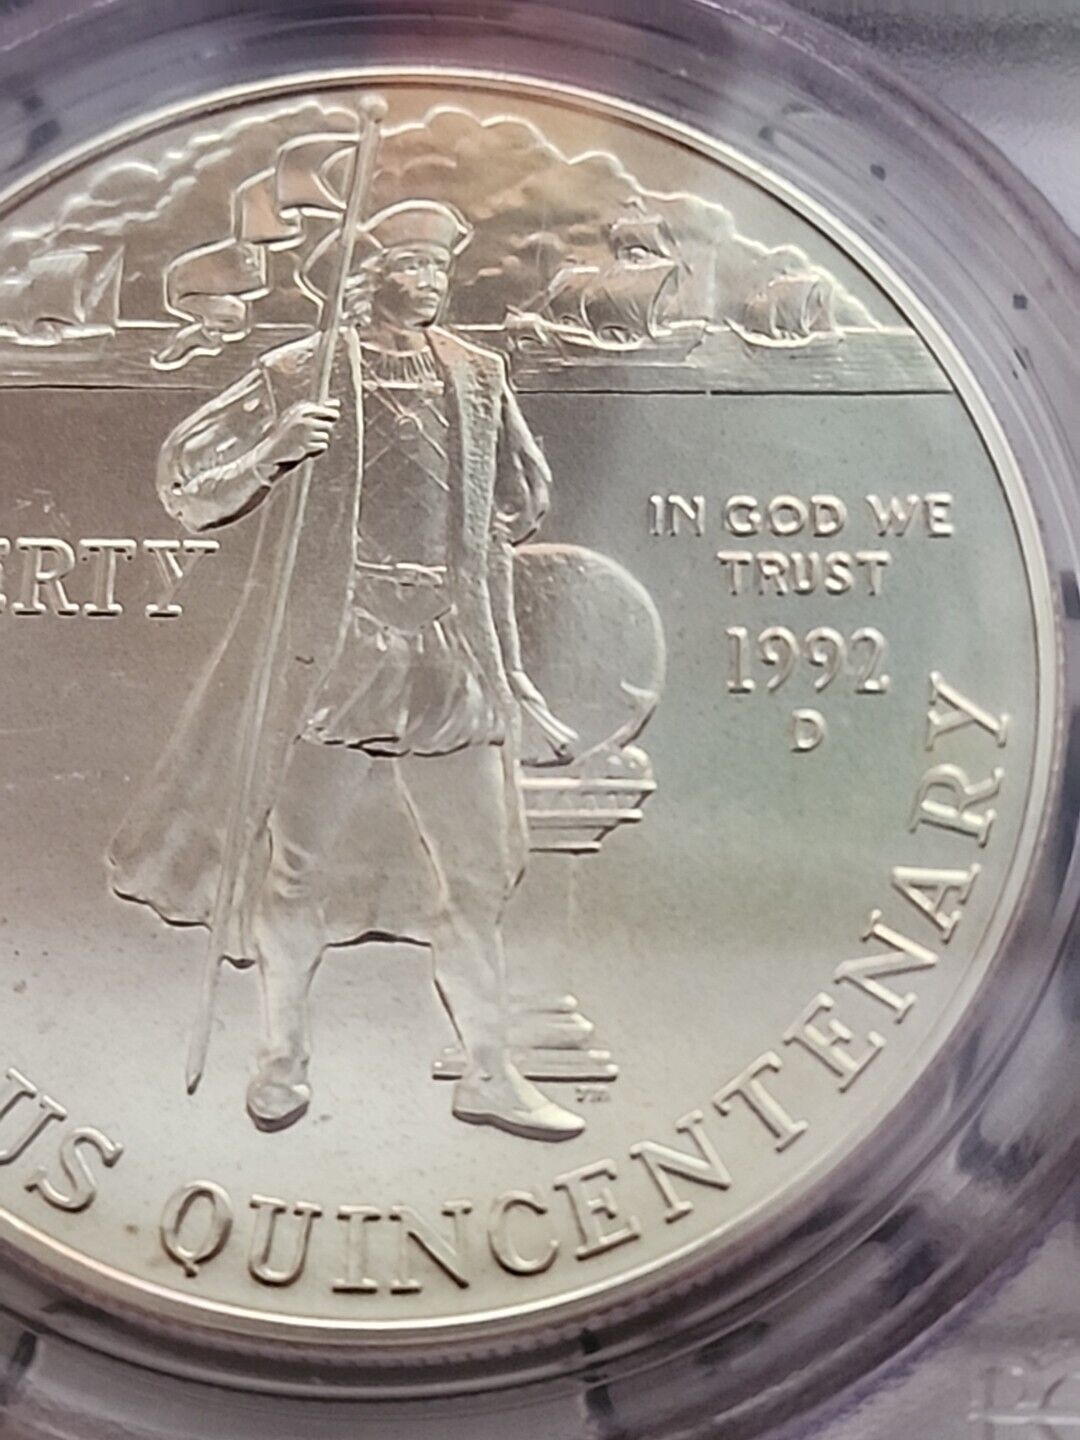 ERTY
IN GOD WE
TRUST
1992
D
US QUINCENTENARY